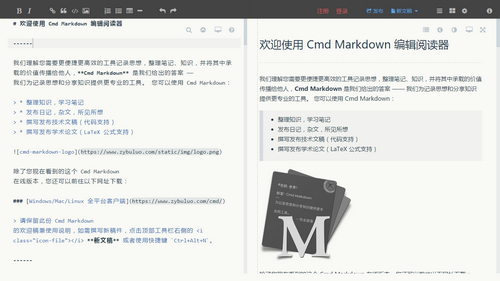 B I
注册 登录 发布 新文稿
# 欢迎使用 Cmd Markdown 编辑阅读器
------
我们理解您需要更便捷更高效的工具记录思想，整理笔记、知识，并将其中承
载的价值传播给他人，**Cmd Markdown** 是我们给出的答案 ——
我们为记录思想和分享知识提供更专业的工具。 您可以使用 Cmd Markdown：
> * 整理知识，学习笔记
> * 发布日记，杂文，所见所想
> * 撰写发布技术文稿（代码支持）
> * 撰写发布学术论文（LaTeX 公式支持）
![cmd-markdown-logo](https://www.zybuluo.com/static/img/logo.png)
除了您现在看到的这个 Cmd Markdown
在线版本，您还可以前往以下网址下载：
### [Windows/Mac/Linux 全平台客户端](https://www.zybuluo.com/cmd/)
> 请保留此份 Cmd Markdown
的欢迎稿兼使用说明，如需撰写新稿件，点击顶部工具栏右侧的 <i
class="icon-file"></i> **新文稿** 或者使用快捷键 `Ctrl+Alt+N`。
------
欢迎使用 Cmd Markdown 编辑阅读器
我们理解您需要更便捷更高效的工具记录思想，整理笔记、知识，并将其中承载的价值
传播给他人，Cmd Markdown 是我们给出的答案 —— 我们为记录思想和分享知识
提供更专业的工具。 您可以使用 Cmd Markdown：
整理知识，学习笔记
发布日记，杂文，所见所想
撰写发布技术文稿（代码支持）
撰写发布学术论文（LaTeX 公式支持）
M